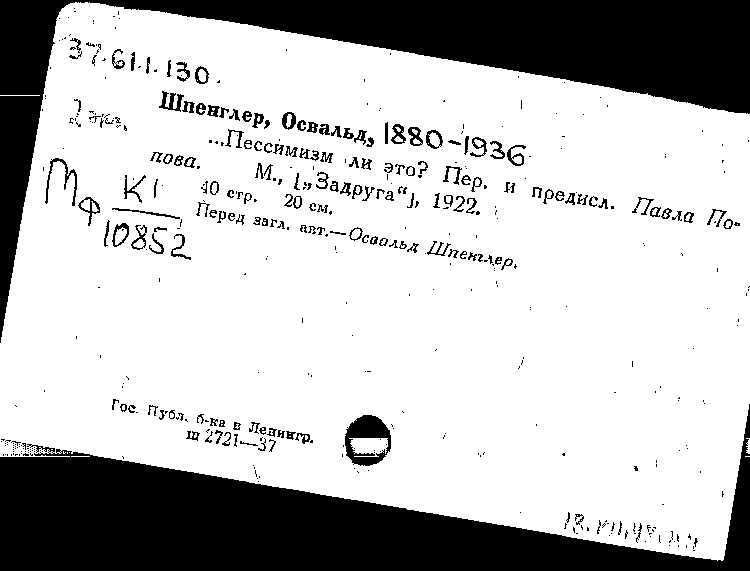 37.61.1.130.
2 экз.
Шпенглер, Освальд, 1880-1936
...Пессимизм ли это? Пер. и предисл. Павла По-
пова. М., [„Задруга“], 1922.
40 стр. 20 см.
Перед загл. авт.—Освальд Шпенглер.
Мф К1
10852
Гос. Публ. б-ка в Ленингр.
ш 2721—37